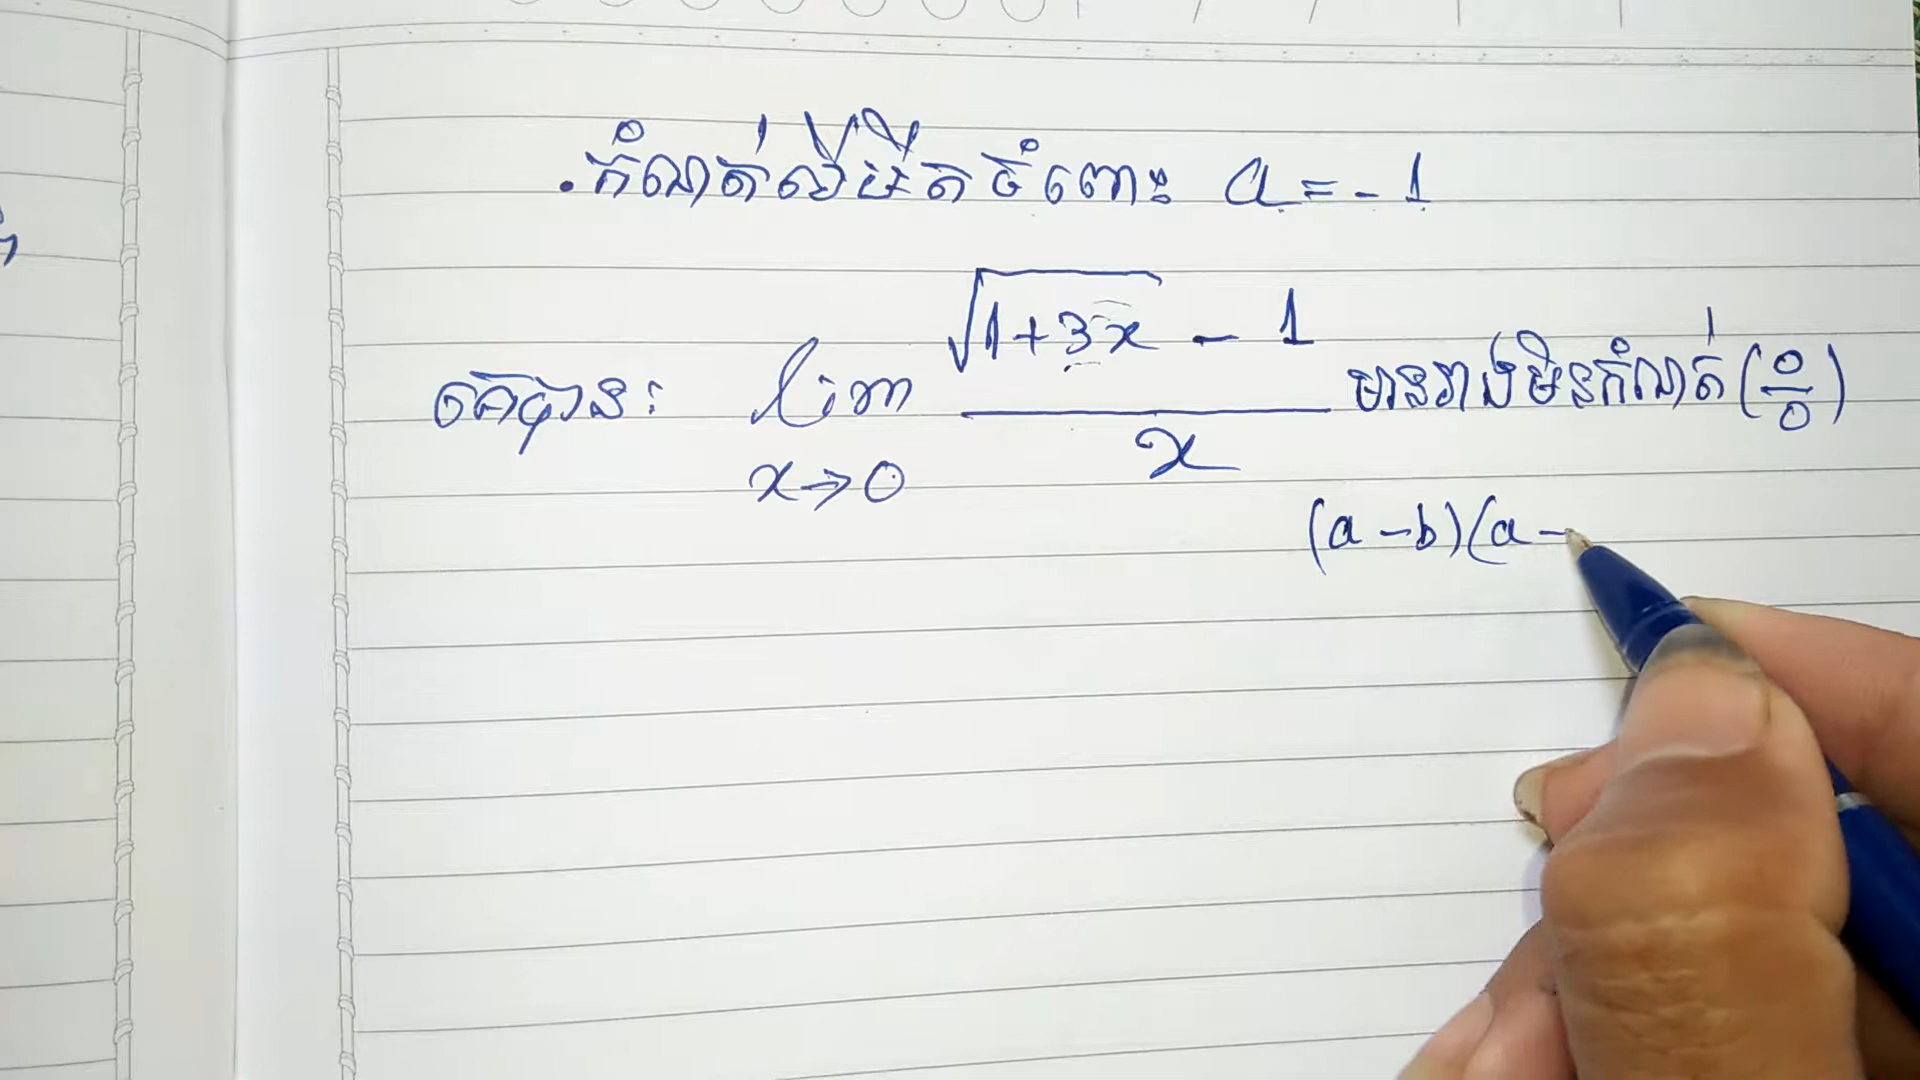 . កំណត់លីមីតចំពោះ a = - 1
គេបាន: lim x→0 (√(1+3x) - 1)/x មានរាងមិនកំណត់ (0/0)
(a - b)(a -